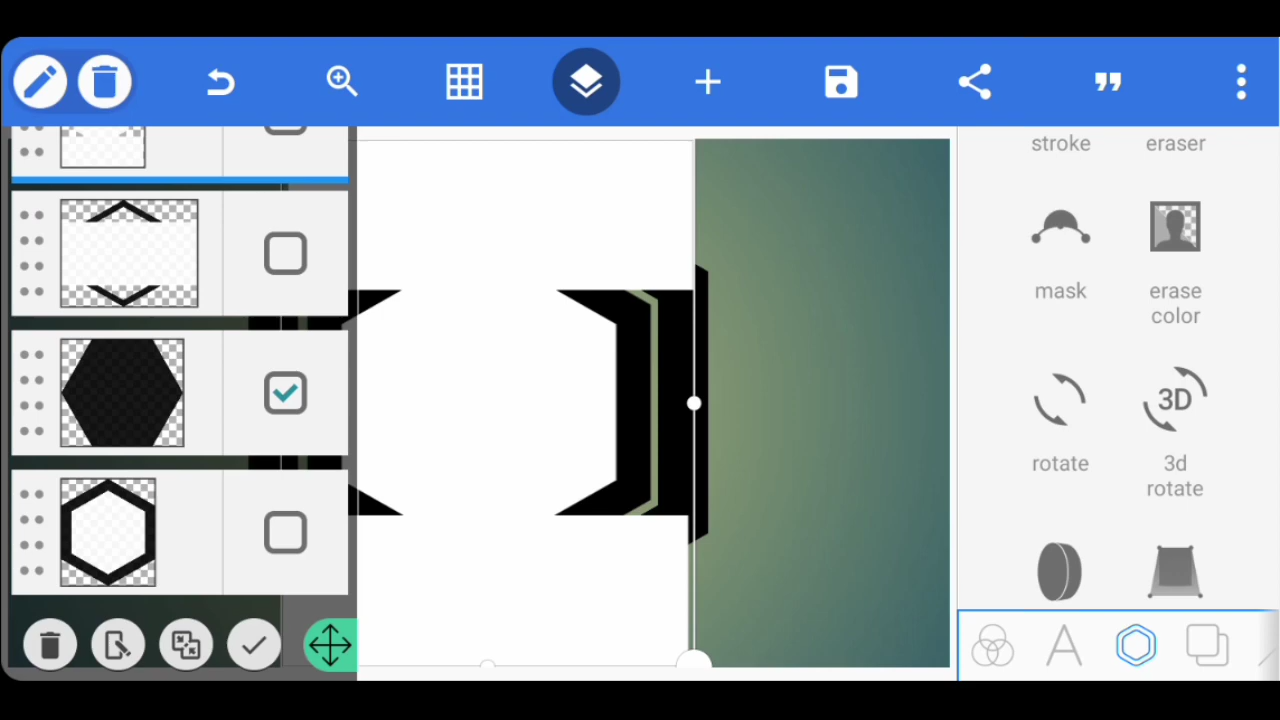 stroke
eraser
mask
erase
color
rotate
3D
3d
rotate